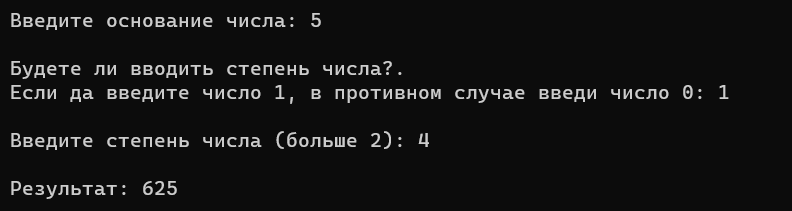 Введите основание числа: 5
Будете ли вводить степень числа?.
Если да введите число 1, в противном случае введи число 0: 1
Введите степень числа (больше 2): 4
Результат: 625